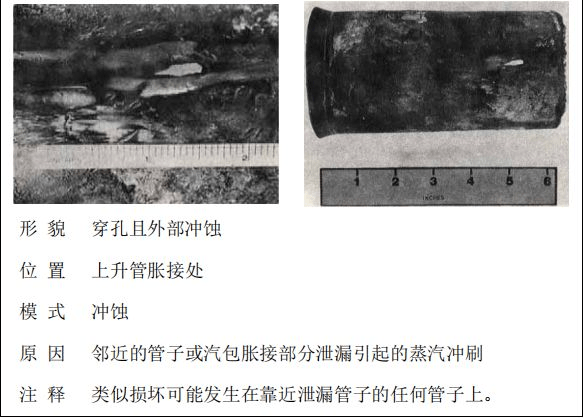 1 2
1 2 3 4 5 6
INCHES
形 貌 穿孔且外部冲蚀
位 置 上升管胀接处
模 式 冲蚀
原 因 邻近的管子或汽包胀接部分泄漏引起的蒸汽冲刷
注 释 类似损坏可能发生在靠近泄漏管子的任何管子上。